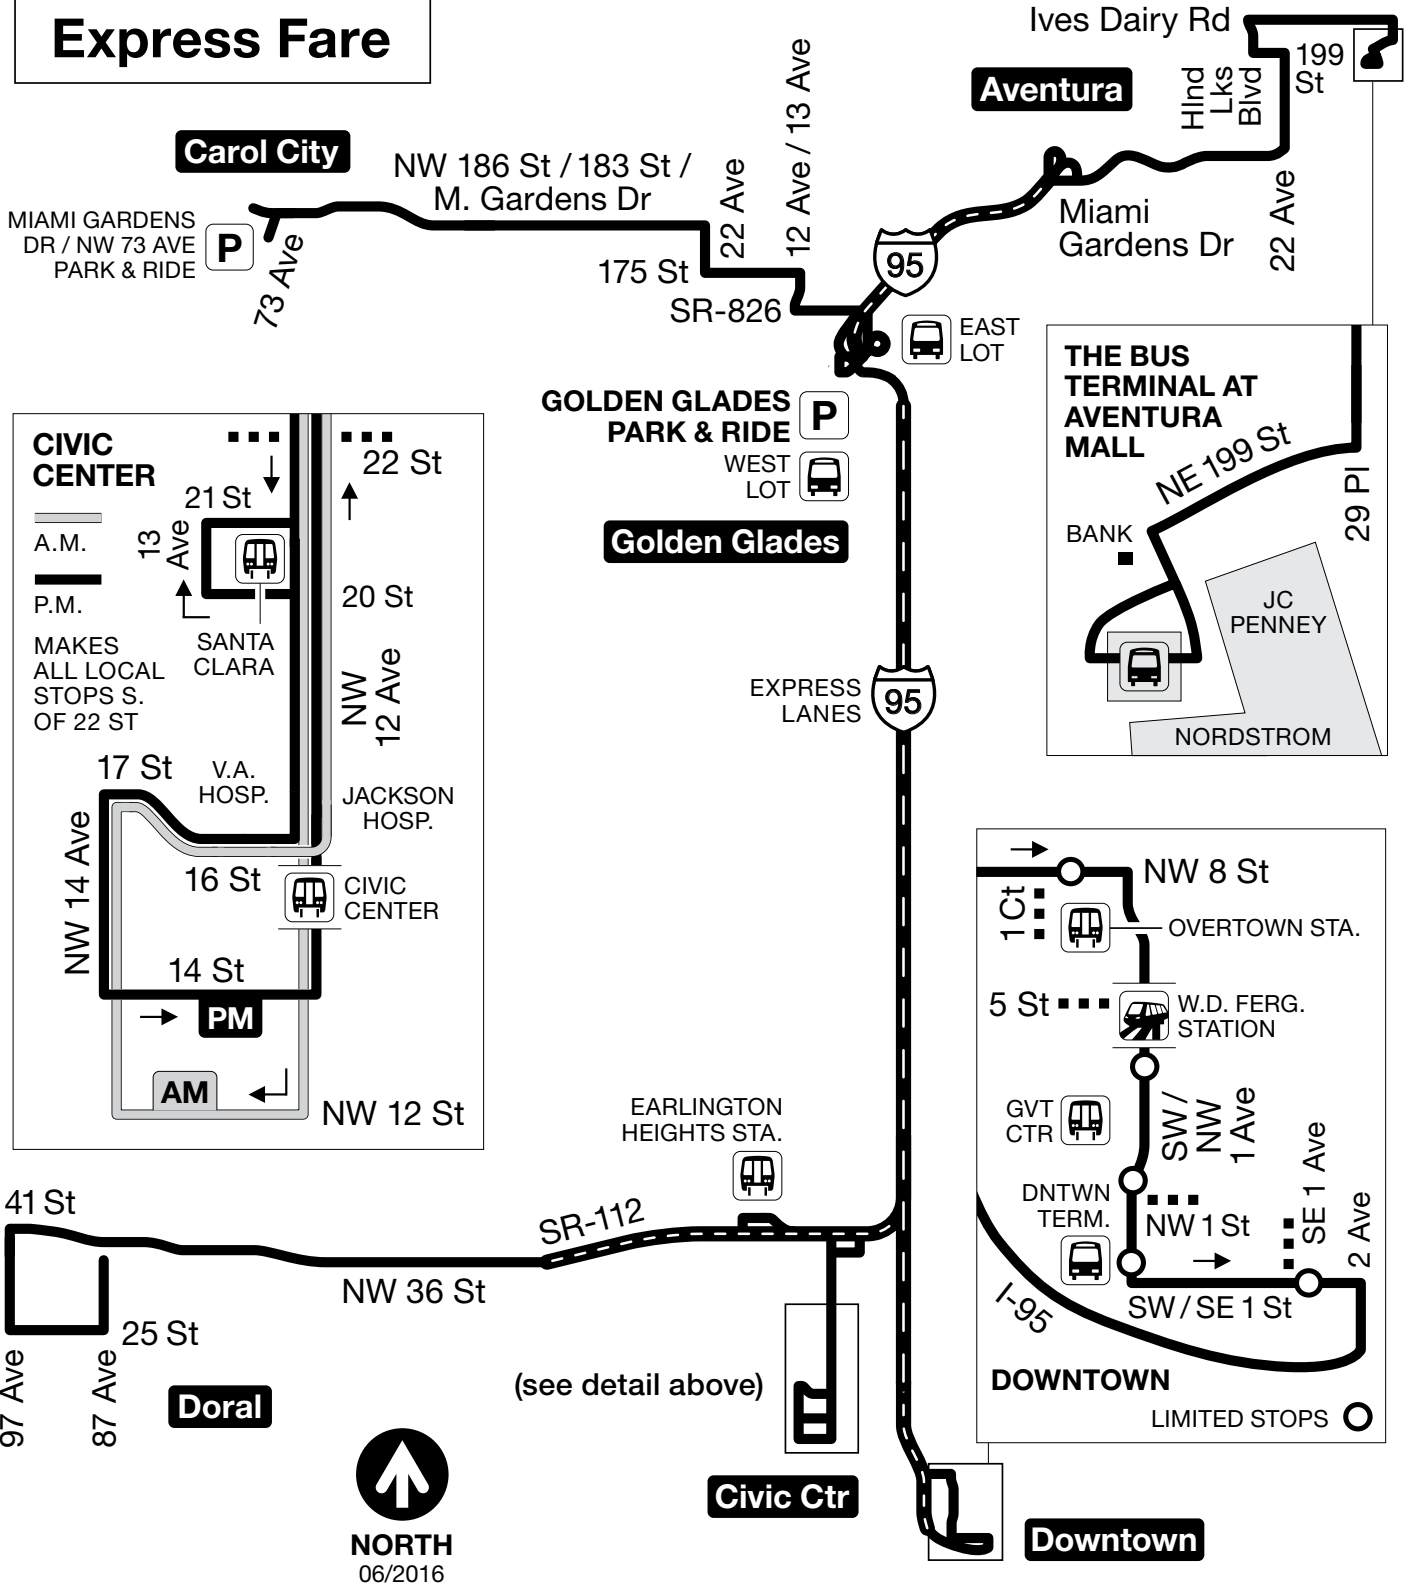 Express Fare
Ives Dairy Rd
199
St
Hlnd
Lks
Blvd
Aventura
12 Ave / 13 Ave
22 Ave
Carol City
NW 186 St / 183 St /
M. Gardens Dr
MIAMI GARDENS
DR / NW 73 AVE
PARK & RIDE
P
73 Ave
175 St
SR-826
95
Miami
Gardens Dr
22 Ave
EAST
LOT
GOLDEN GLADES
PARK & RIDE
P
WEST
LOT
Golden Glades
THE BUS
TERMINAL AT
AVENTURA
MALL
NE 199 St
29 Pl
BANK
JC
PENNEY
NORDSTROM
CIVIC
CENTER
A.M.
P.M.
MAKES
ALL LOCAL
STOPS S.
OF 22 ST
22 St
21 St
13
Ave
20 St
SANTA
CLARA
NW
12 Ave
17 St
V.A.
HOSP.
JACKSON
HOSP.
NW 14 Ave
16 St
CIVIC
CENTER
14 St
PM
AM
NW 12 St
EXPRESS
LANES
95
NW 8 St
1 Ct
OVERTOWN STA.
5 St
W.D. FERG.
STATION
GVT
CTR
SW /
NW
1 Ave
DNTWN
TERM.
NW 1 St
SE 1 Ave
2 Ave
SW / SE 1 St
I-95
DOWNTOWN
LIMITED STOPS
EARLINGTON
HEIGHTS STA.
41 St
SR-112
NW 36 St
25 St
97 Ave
87 Ave
Doral
(see detail above)
Civic Ctr
Downtown
NORTH
06/2016